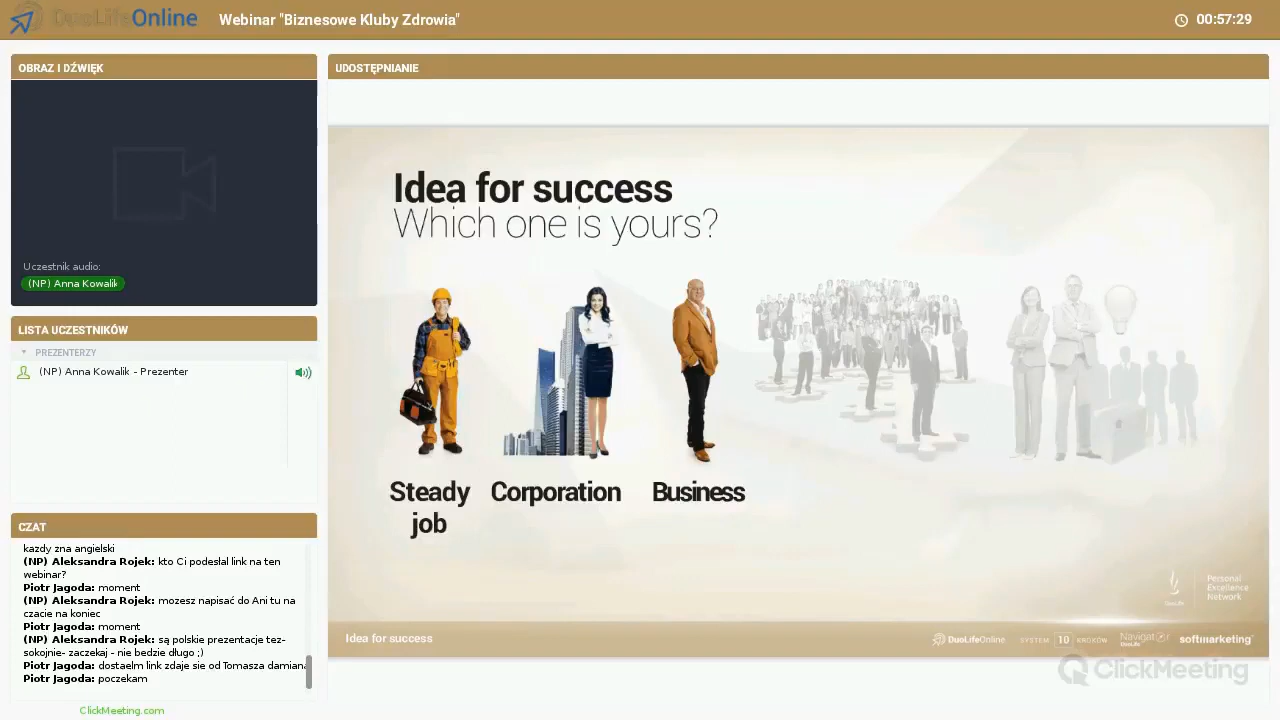 DuoLifeOnline
Webinar "Biznesowe Kluby Zdrowia"
00:57:29
OBRAZ I DŹWIĘK
Uczestnik audio:
(NP) Anna Kowalik
LISTA UCZESTNIKÓW
PREZENTERZY
(NP) Anna Kowalik - Prezenter
CZAT
kazdy zna angielski
(NP) Aleksandra Rojek: kto Ci podesłal link na ten
webinar?
Piotr Jagoda: moment
(NP) Aleksandra Rojek: mozesz napisać do Ani tu na
czacie na koniec
Piotr Jagoda: moment
(NP) Aleksandra Rojek: są polskie prezentacje tez-
sokojnie- zaczekaj - nie bedzie długo ;)
Piotr Jagoda: dostaelm link zdaje sie od Tomasza damiana
Piotr Jagoda: poczekam
ClickMeeting.com
UDOSTĘPNIANIE
Idea for success
Which one is yours?
Steady
job
Corporation
Business
DuoLife
Personal
Excellence
Network
Idea for success
DuoLifeOnline
SYSTEM 10 KROKÓW
Navigator
DuoLife
softmarketing
ClickMeeting